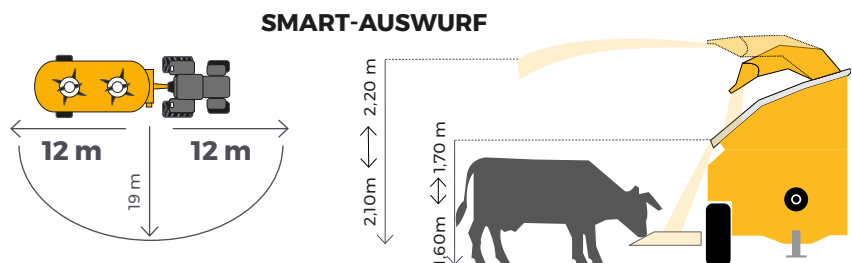 SMART-AUSWURF
12 m
12 m
19 m
2,20 m
2,10m
1,70 m
1,60m